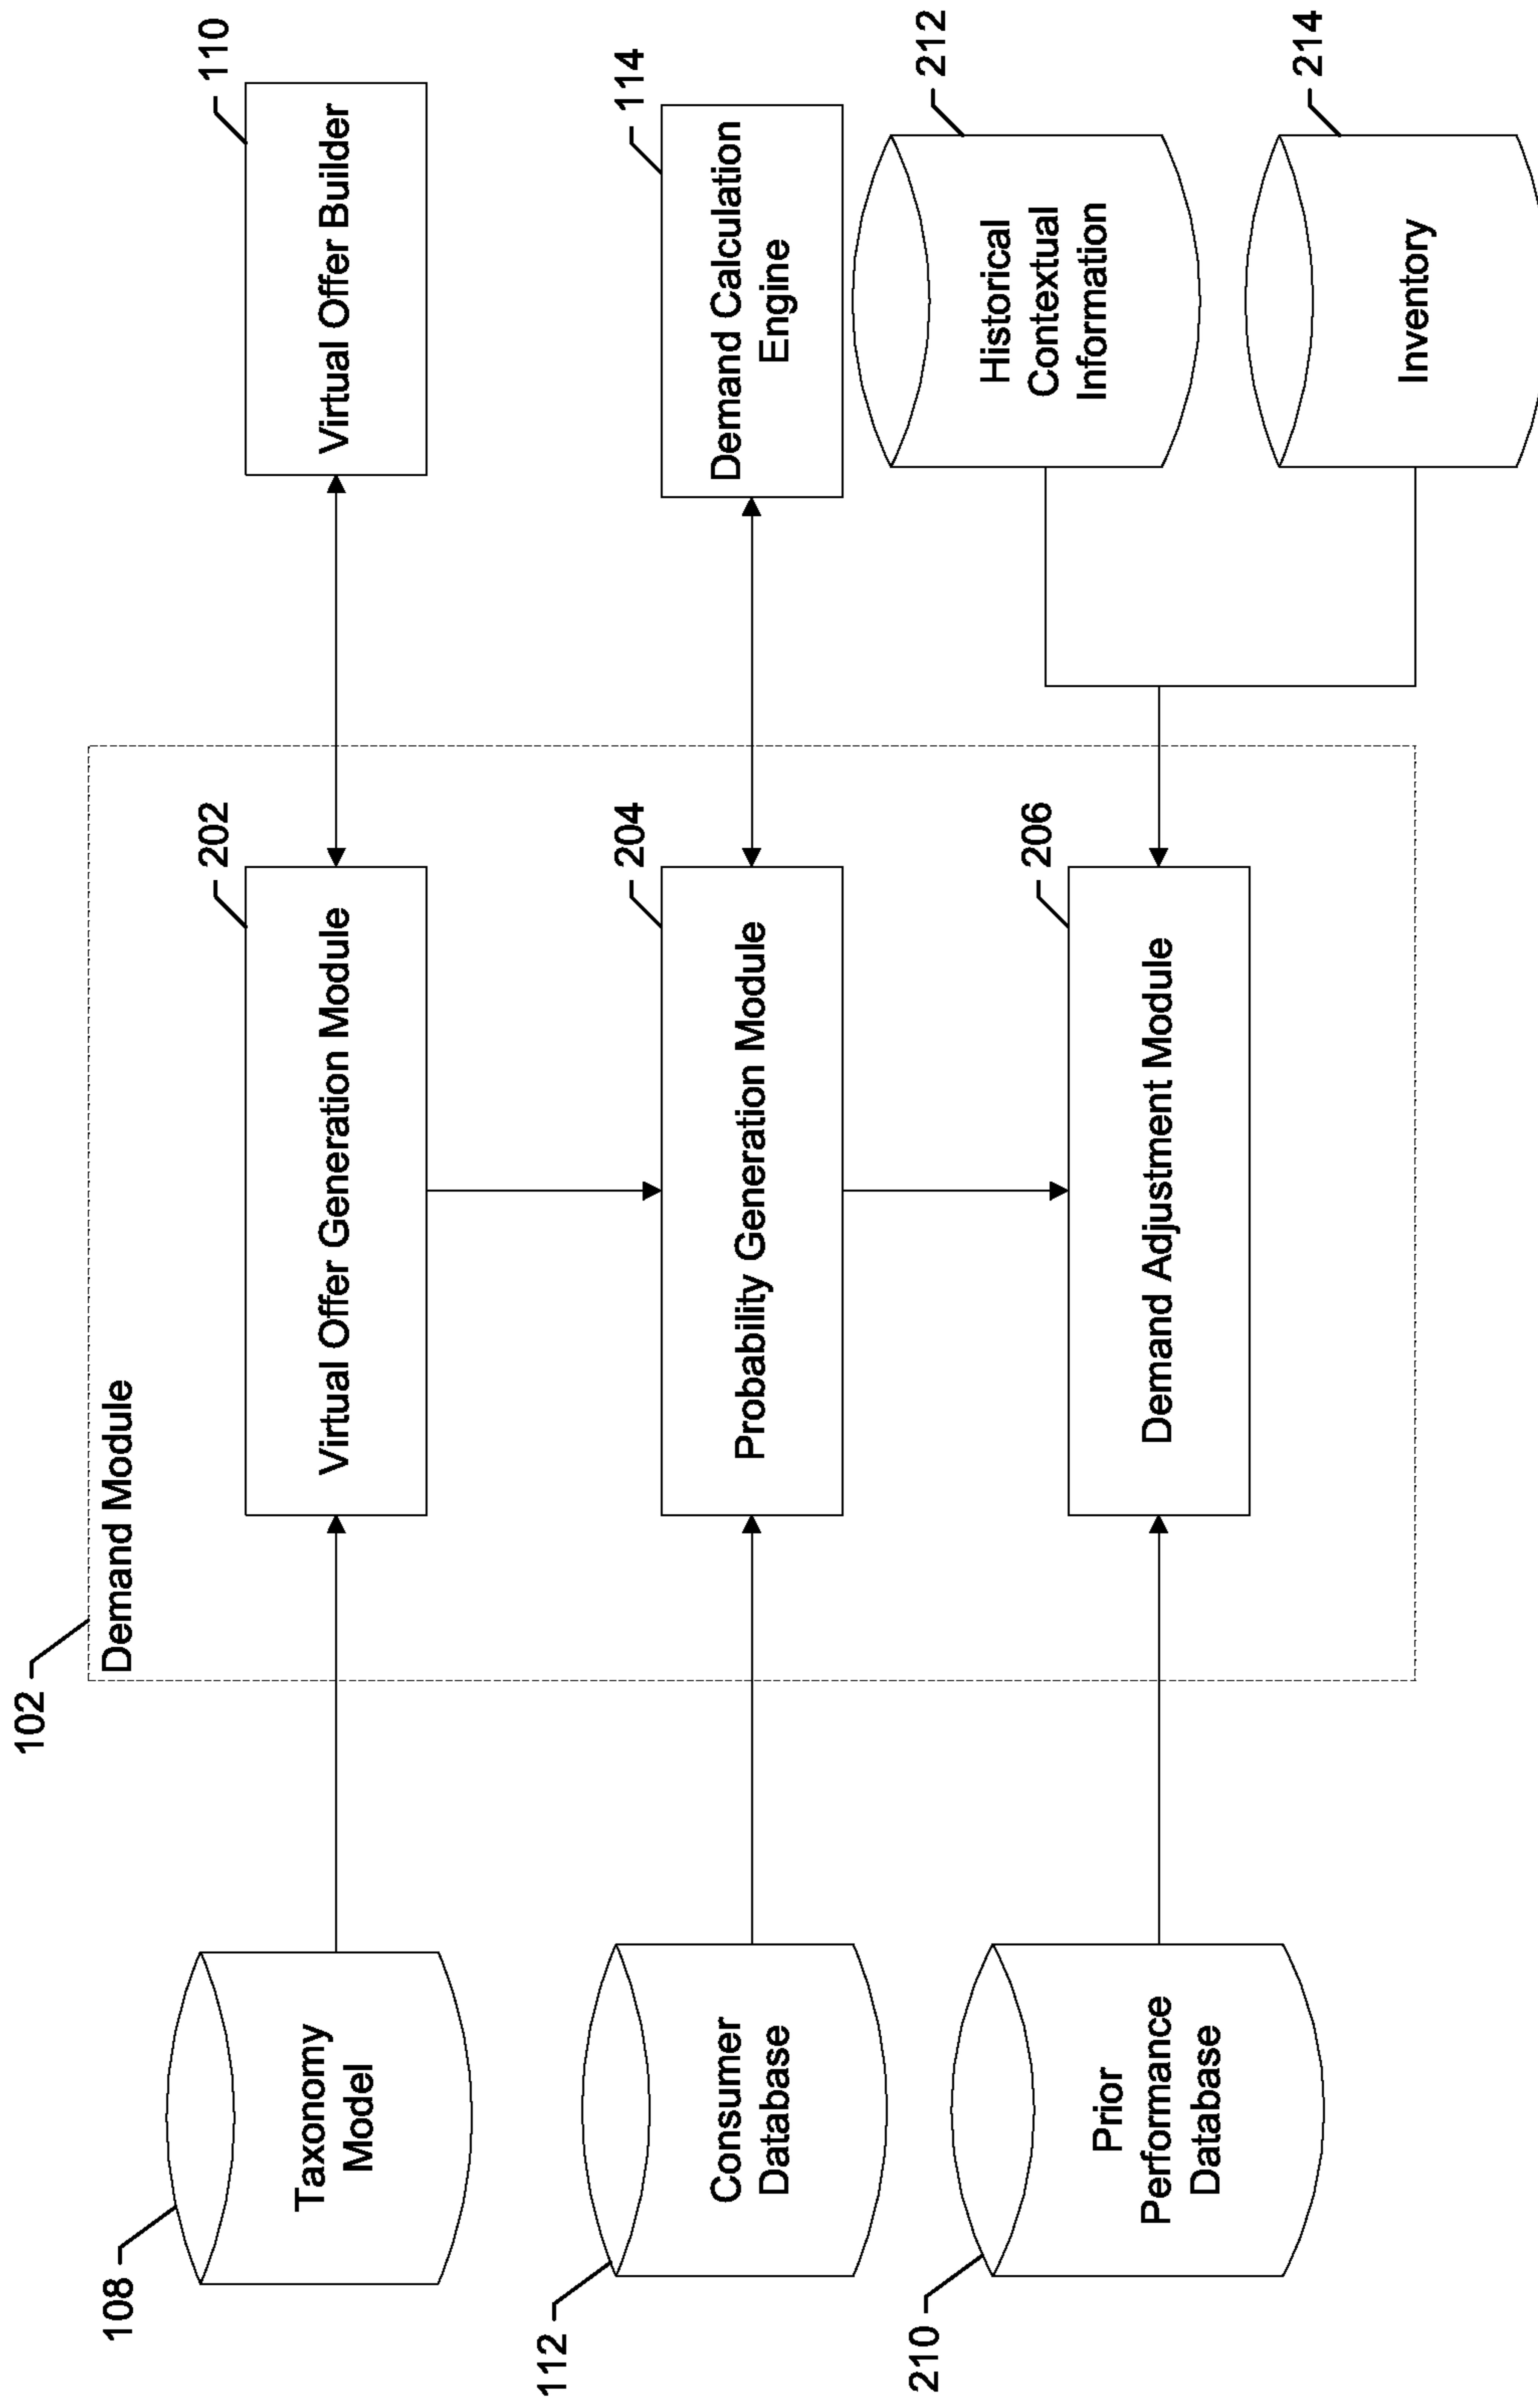 102
Demand Module
108
Taxonomy
Model
202
Virtual Offer Generation Module
110
Virtual Offer Builder
112
Consumer
Database
204
Probability Generation Module
114
Demand Calculation
Engine
210
Prior
Performance
Database
206
Demand Adjustment Module
212
Historical
Contextual
Information
214
Inventory